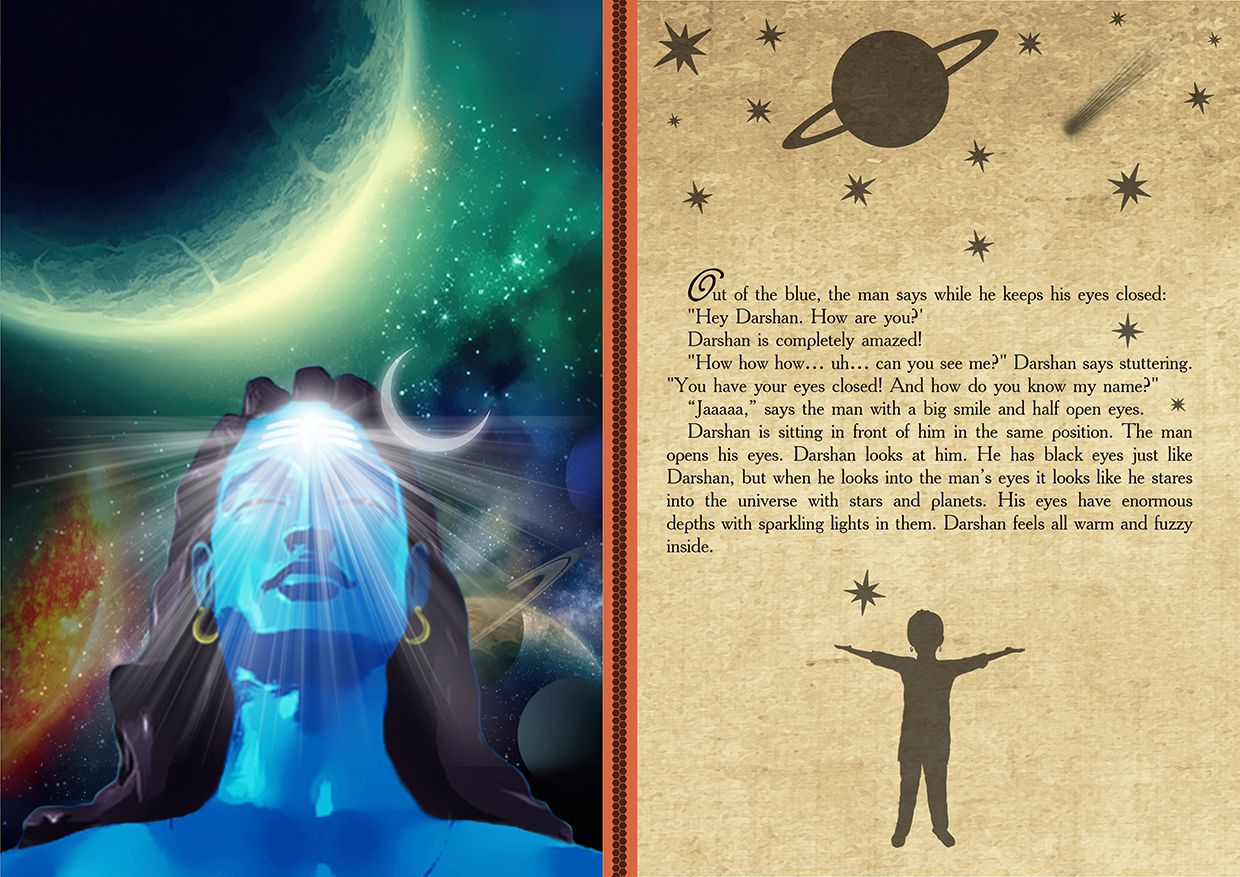 Out of the blue, the man says while he keeps his eyes closed:
"Hey Darshan. How are you?'
Darshan is completely amazed!
"How how how... uh... can you see me?" Darshan says stuttering.
"You have your eyes closed! And how do you know my name?"
“Jaaaaa,” says the man with a big smile and half open eyes.
Darshan is sitting in front of him in the same position. The man
opens his eyes. Darshan looks at him. He has black eyes just like
Darshan, but when he looks into the man’s eyes it looks like he stares
into the universe with stars and planets. His eyes have enormous
depths with sparkling lights in them. Darshan feels all warm and fuzzy
inside.